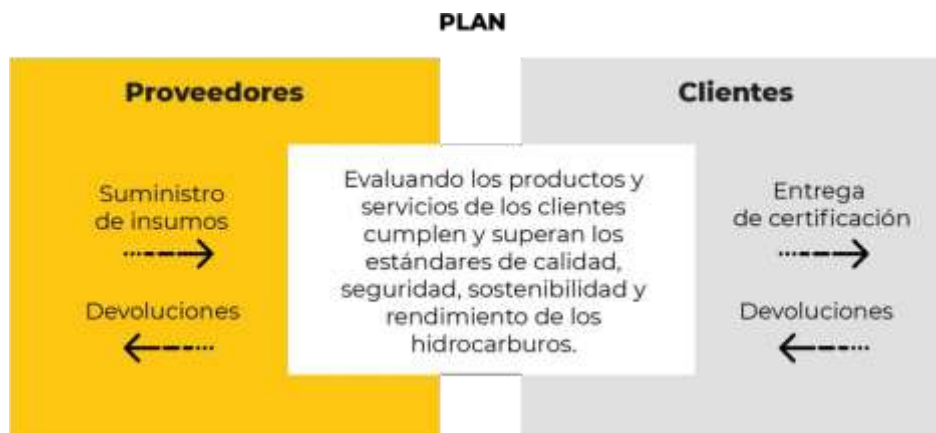 PLAN
Proveedores
Suministro
de insumos
Devoluciones
Evaluando los productos y
servicios de los clientes
cumplen y superan los
estándares de calidad,
seguridad, sostenibilidad y
rendimiento de los
hidrocarburos.
Clientes
Entrega
de certificación
Devoluciones